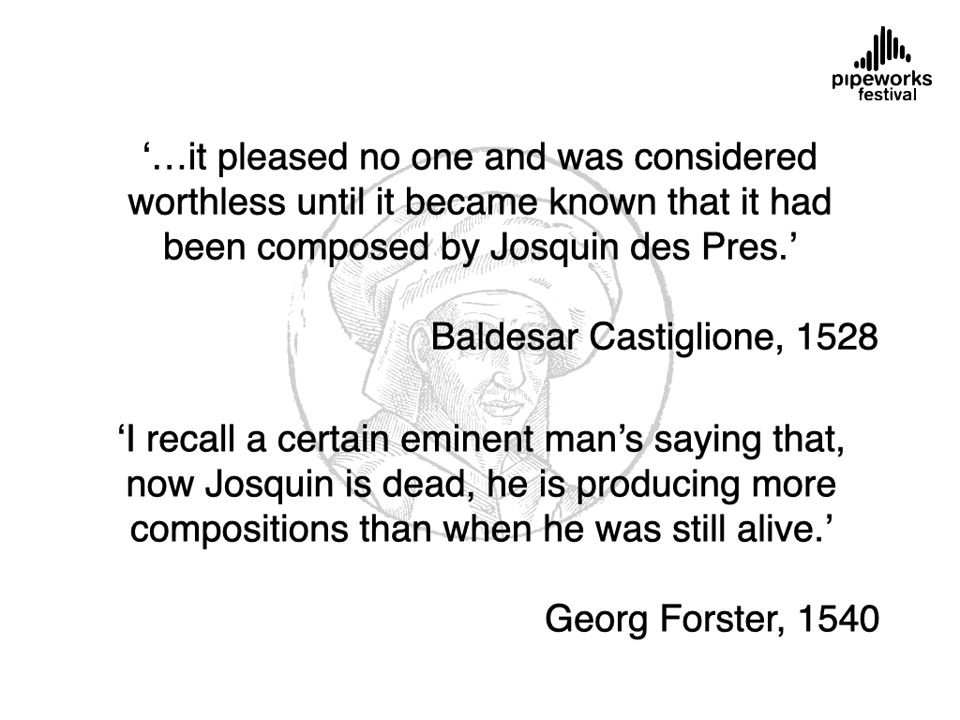 pipeworks
festival
‘…it pleased no one and was considered
worthless until it became known that it had
been composed by Josquin des Pres.’
Baldesar Castiglione, 1528
‘I recall a certain eminent man’s saying that,
now Josquin is dead, he is producing more
compositions than when he was still alive.’
Georg Forster, 1540